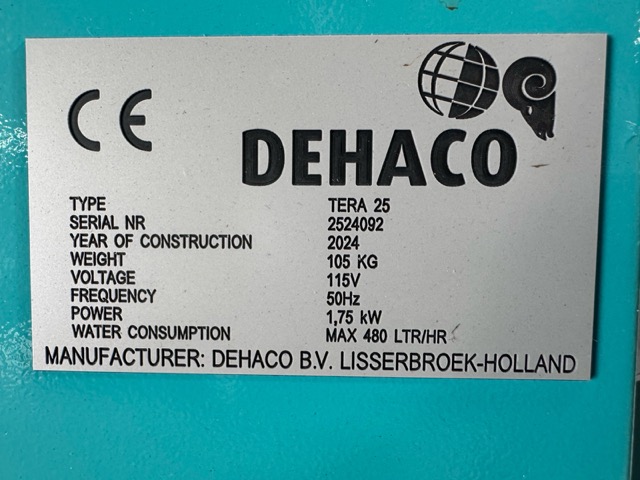 CE
DEHACO
TYPE TERA 25
SERIAL NR 2524092
YEAR OF CONSTRUCTION 2024
WEIGHT 105 KG
VOLTAGE 115V
FREQUENCY 50Hz
POWER 1,75 kW
WATER CONSUMPTION MAX 480 LTR/HR
MANUFACTURER: DEHACO B.V. LISSERBROEK-HOLLAND